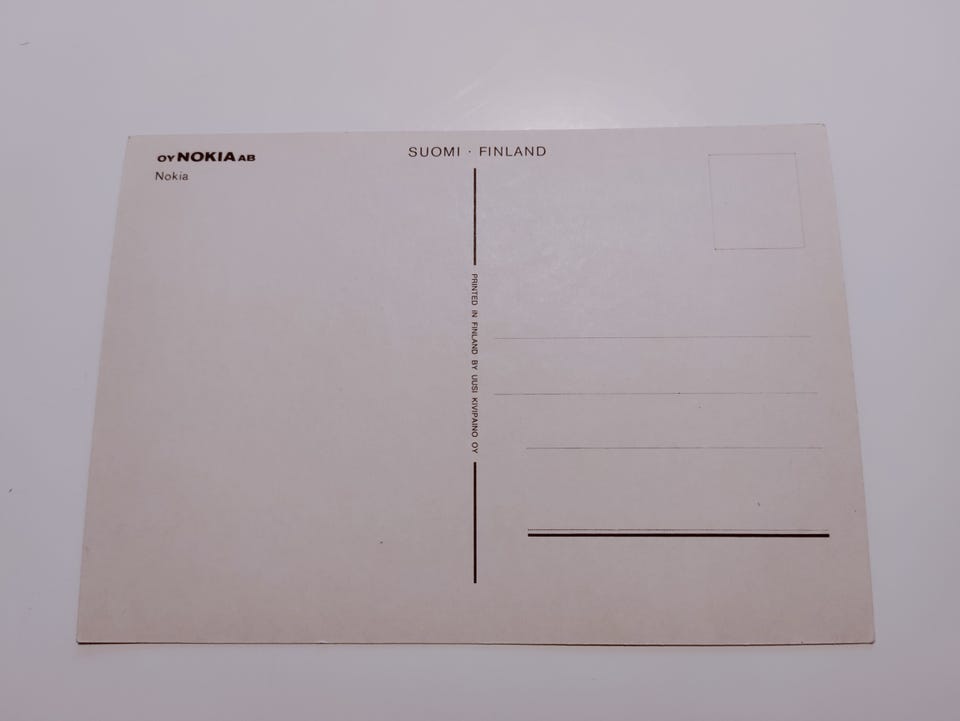 OY NOKIA AB
Nokia
SUOMI · FINLAND
PRINTED IN FINLAND BY UUSI KIVIPAINO OY